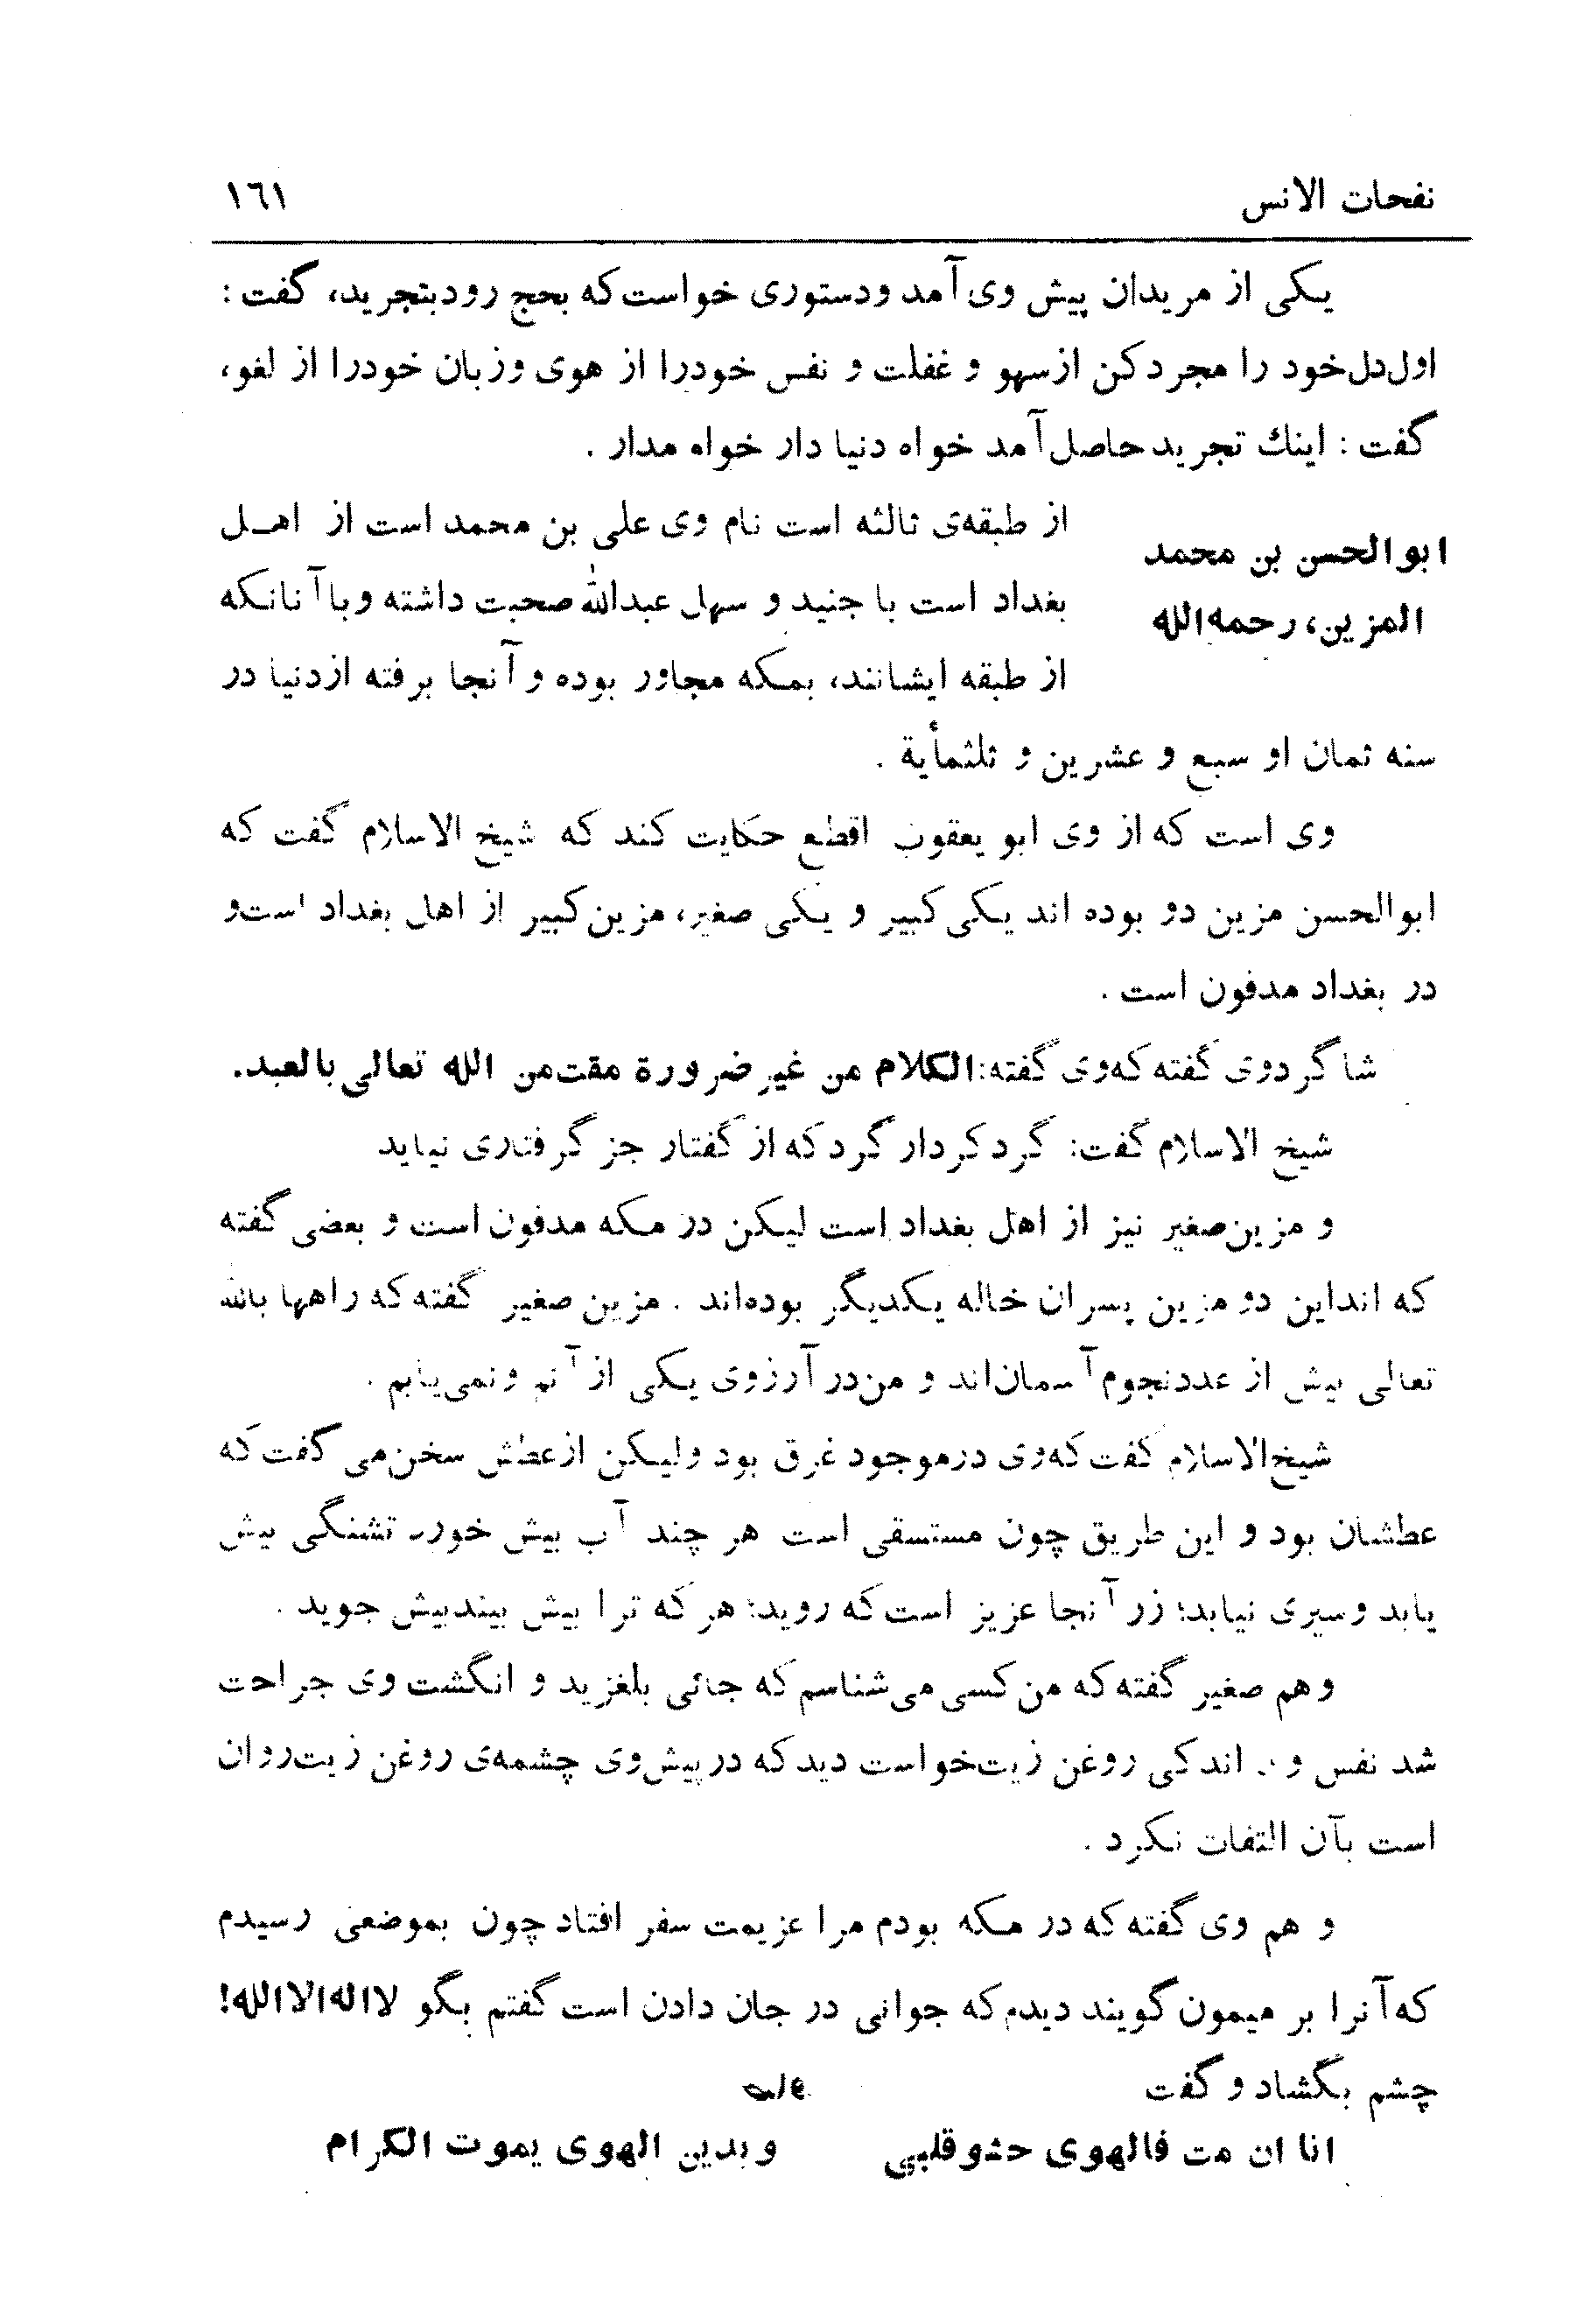 نفحات الانس ١٦١
یکی از مریدان پیش وی آمد ودستوری خواست که بحج رود بتجرید، گفت :
اول دل خود را مجرد کن از سهو و غفلت و نفس خودرا از هوی وزبان خودرا از لغو،
گفت : اینك تجرید حاصل آمد خواه دنیا دار خواه مدار .
ابوالحسن بن محمد
المزین، رحمه الله
از طبقه‌ی ثالثه است نام وی علی بن محمد است از اهل
بغداد است با جنید و سهل عبدالله صحبت داشته وبا آنانکه
از طبقه ایشانند، بمکه مجاور بوده و آنجا برفته ازدنیا در
سنه ثمان او سبع و عشرین و ثلثمأیة .
وی است که از وی ابو یعقوب اقطع حکایت کند که شیخ الاسلام گفت که
ابوالحسن مزین دو بوده اند یکی کبیر و یکی صغیر، مزین کبیر از اهل بغداد است و
در بغداد مدفون است .
شاگردوی گفته که وی گفته: الکلام من غیر ضرورة مقت من الله تعالی بالعبد.
شیخ الاسلام گفت: گرد کردار گرد که از گفتار جز گرفتاری نیاید
و مزین صغیر نیز از اهل بغداد است لیکن در مکه مدفون است و بعضی گفته
که انداین دو مزین پسران خاله یکدیگر بوده‌اند . مزین صغیر گفته که راهها بالله
تعالی بیش از عدد نجوم آسمان‌اند و من در آرزوی یکی از آنم ونمی‌یابم .
شیخ الاسلام گفت که وی درموجود غرق بود ولیکن ازعطش سخن می گفت که
عطشان بود و این طریق چون مستسقی است هر چند آب بیش خورد تشنگی بیش
یابد وسیری نیابد؛ زر آنجا عزیز است که روید؛ هر که ترا بیش بیند بیش جوید .
وهم صغیر گفته که من کسی می‌شناسم که جائی بلغزید و انگشت وی جراحت
شد نفس اندکی روغن زیت خواست دید که در پیش وی چشمه‌ی روغن زیت روان
است بآن التفات نکرد .
و هم وی گفته که در مکه بودم مرا عزیمت سفر افتاد چون بموضعی رسیدم
که آنرا بر میمون گویند دیدم که جوانی در جان دادن است گفتم بگو لااله الاالله!
چشم بگشاد و گفت
انا ان مت فالهوی حشو قلبی وبدین الهوی یموت الکرام